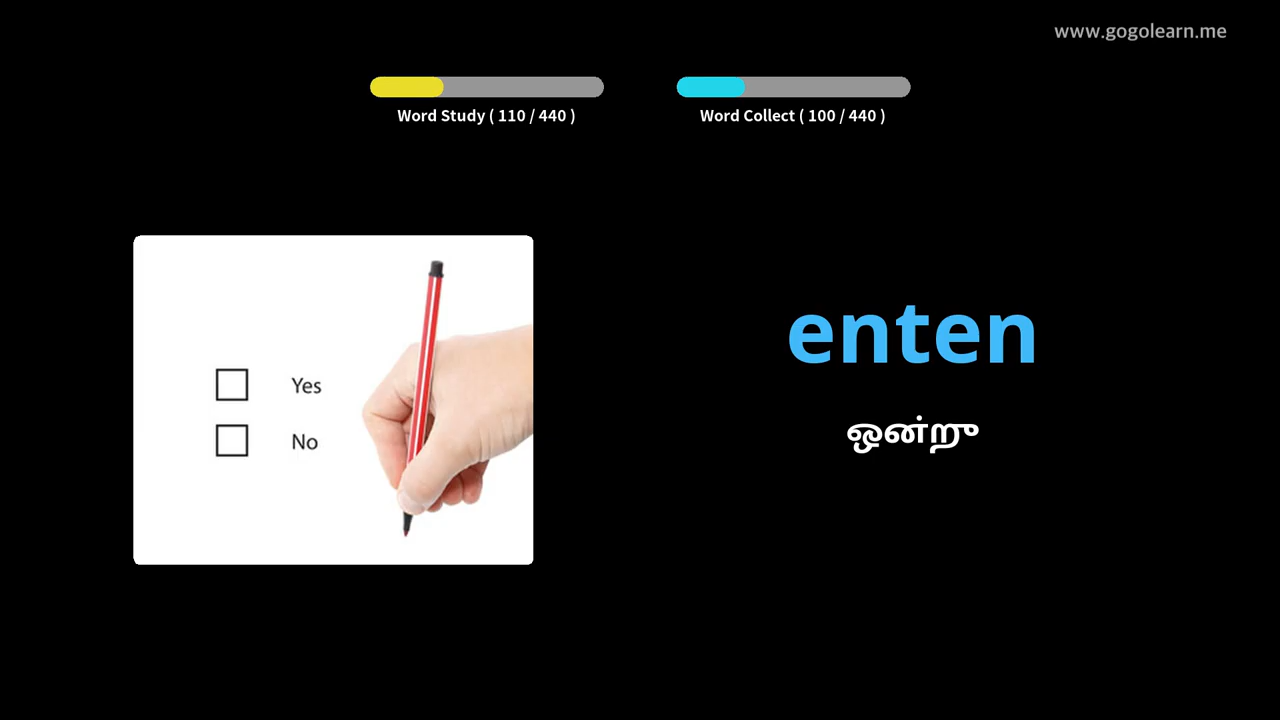 www.gogolearn.me
Word Study ( 110 / 440 )
Word Collect ( 100 / 440 )
Yes
No
enten
ஒன்று